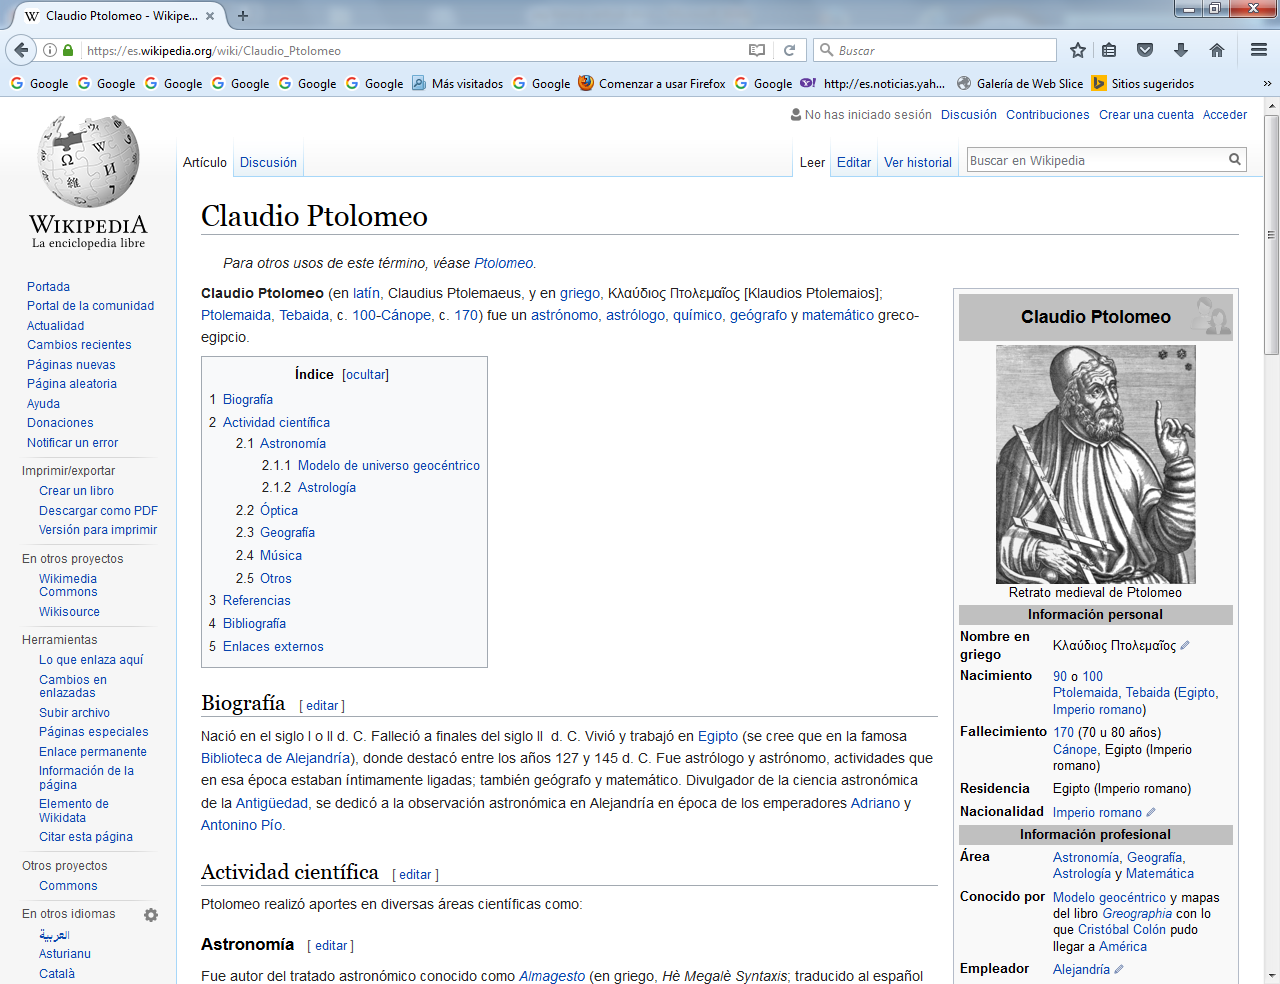 Claudio Ptolomeo - Wikipe...
https://es.wikipedia.org/wiki/Claudio_Ptolomeo
Buscar
Google Google Google Google Google Google Más visitados Google Comenzar a usar Firefox Google http://es.noticias.yah... Galería de Web Slice Sitios sugeridos
No ha iniciado sesión Discusión Contribuciones Crear una cuenta Acceder
Artículo Discusión Leer Editar Ver historial Buscar en Wikipedia
WIKIPEDIA
La enciclopedia libre
Portada
Portal de la comunidad
Actualidad
Cambios recientes
Páginas nuevas
Página aleatoria
Ayuda
Donaciones
Notificar un error
Imprimir/exportar
Crear un libro
Descargar como PDF
Versión para imprimir
En otros proyectos
Wikimedia
Commons
Wikisource
Herramientas
Lo que enlaza aquí
Cambios en
enlazadas
Subir archivo
Páginas especiales
Enlace permanente
Información de la
página
Elemento de
Wikidata
Citar esta página
Otros proyectos
Commons
En otros idiomas
العربية
Asturianu
Català
Claudio Ptolomeo
Para otros usos de este término, véase Ptolomeo.
Claudio Ptolomeo (en latín, Claudius Ptolemaeus, y en griego, Κλαύδιος Πτολεμαῖος [Klaudios Ptolemaios];
Ptolemaida, Tebaida, c. 100-Cánope, c. 170) fue un astrónomo, astrólogo, químico, geógrafo y matemático greco-
egipcio.
Índice [ocultar]
1 Biografía
2 Actividad científica
2.1 Astronomía
2.1.1 Modelo de universo geocéntrico
2.1.2 Astrología
2.2 Óptica
2.3 Geografía
2.4 Música
2.5 Otros
3 Referencias
4 Bibliografía
5 Enlaces externos
Biografía [ editar ]
Nació en el siglo I o II d. C. Falleció a finales del siglo II d. C. Vivió y trabajó en Egipto (se cree que en la famosa
Biblioteca de Alejandría), donde destacó entre los años 127 y 145 d. C. Fue astrólogo y astrónomo, actividades que
en esa época estaban íntimamente ligadas; también geógrafo y matemático. Divulgador de la ciencia astronómica
de la Antigüedad, se dedicó a la observación astronómica en Alejandría en época de los emperadores Adriano y
Antonino Pío.
Actividad científica [ editar ]
Ptolomeo realizó aportes en diversas áreas científicas como:
Astronomía [ editar ]
Fue autor del tratado astronómico conocido como Almagesto (en griego, Hè Megalè Syntaxis; traducido al español
Claudio Ptolomeo
Retrato medieval de Ptolomeo
Información personal
Nombre en
griego Κλαύδιος Πτολεμαῖος
Nacimiento 90 o 100
Ptolemaida, Tebaida (Egipto,
Imperio romano)
Fallecimiento 170 (70 u 80 años)
Cánope, Egipto (Imperio
romano)
Residencia Egipto (Imperio romano)
Nacionalidad Imperio romano
Información profesional
Área Astronomía, Geografía,
Astrología y Matemática
Conocido por Modelo geocéntrico y mapas
del libro Greographia con lo
que Cristóbal Colón pudo
llegar a América
Empleador Alejandría